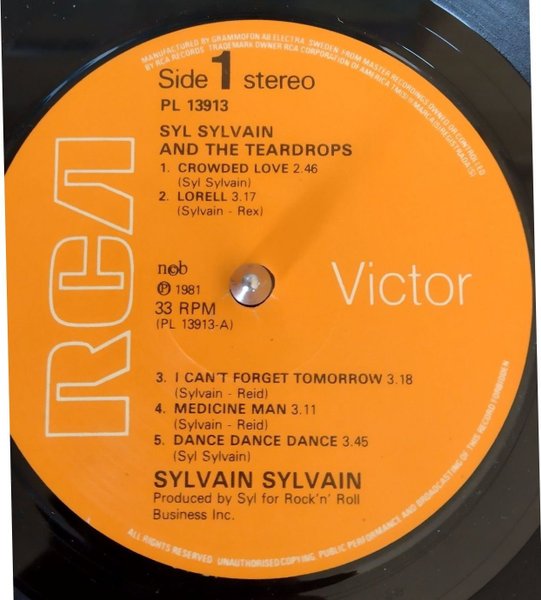 MANUFACTURED BY GRAMMOFON AB ELECTRA, SWEDEN FROM MASTER RECORDINGS OWNED OR CONTROLLED
BY RCA RECORDS TRADEMARK OWNER RCA CORPORATION OF AMERICA TM(S) ® MARCA(S) REGISTRADA(S)
Side 1 stereo
PL 13913
SYL SYLVAIN
AND THE TEARDROPS
1. CROWDED LOVE 2.46
(Syl Sylvain)
2. LORELL 3.17
(Sylvain - Rex)
RCA
ncb
℗ 1981
33 RPM
(PL 13913-A)
Victor
3. I CAN'T FORGET TOMORROW 3.18
(Sylvain - Reid)
4. MEDICINE MAN 3.11
(Sylvain - Reid)
5. DANCE DANCE DANCE 3.45
(Syl Sylvain)
SYLVAIN SYLVAIN
Produced by Syl for Rock'n' Roll
Business Inc.
ALL RIGHTS RESERVED. UNAUTHORISED COPYING, PUBLIC PERFORMANCE AND BROADCASTING OF THIS RECORD FORBIDDEN